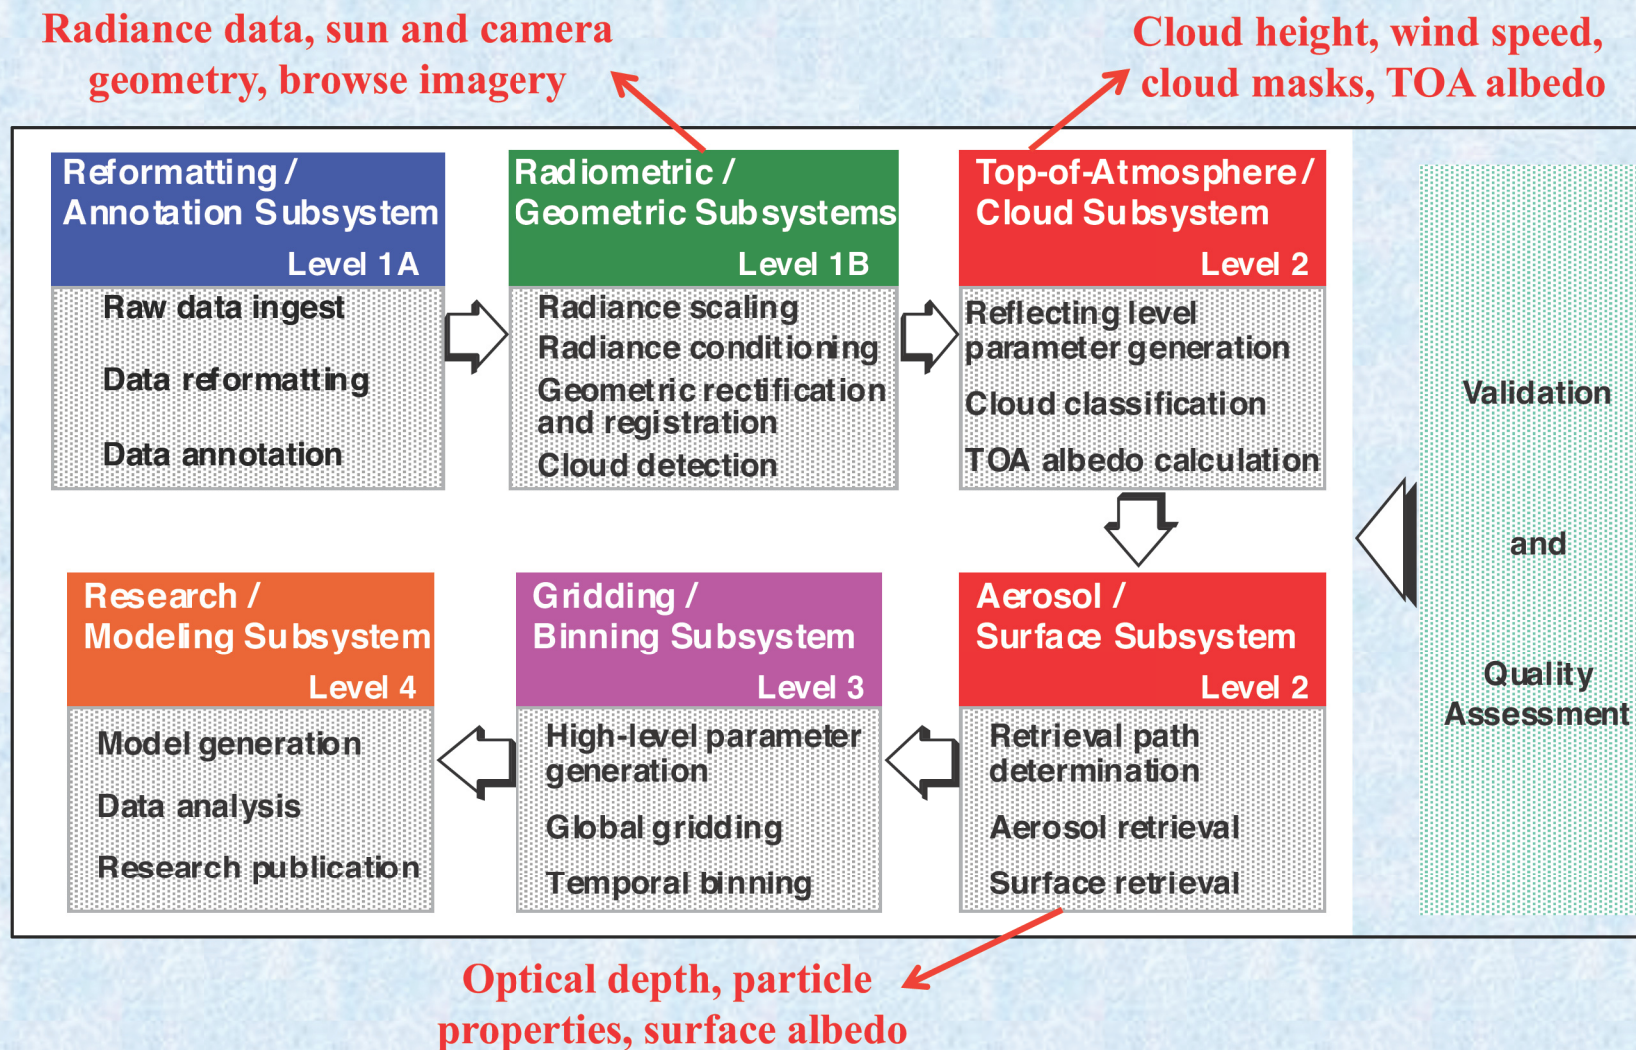 Radiance data, sun and camera
geometry, browse imagery
Cloud height, wind speed,
cloud masks, TOA albedo
Reformatting /
Annotation Subsystem
Level 1A
Raw data ingest
Data reformatting
Data annotation
Radiometric /
Geometric Subsystems
Level 1B
Radiance scaling
Radiance conditioning
Geometric rectification
and registration
Cloud detection
Top-of-Atmosphere /
Cloud Subsystem
Level 2
Reflecting level
parameter generation
Cloud classification
TOA albedo calculation
Validation
and
Quality
Assessment
Research /
Modeling Subsystem
Level 4
Model generation
Data analysis
Research publication
Gridding /
Binning Subsystem
Level 3
High-level parameter
generation
Global gridding
Temporal binning
Aerosol /
Surface Subsystem
Level 2
Retrieval path
determination
Aerosol retrieval
Surface retrieval
Optical depth, particle
properties, surface albedo